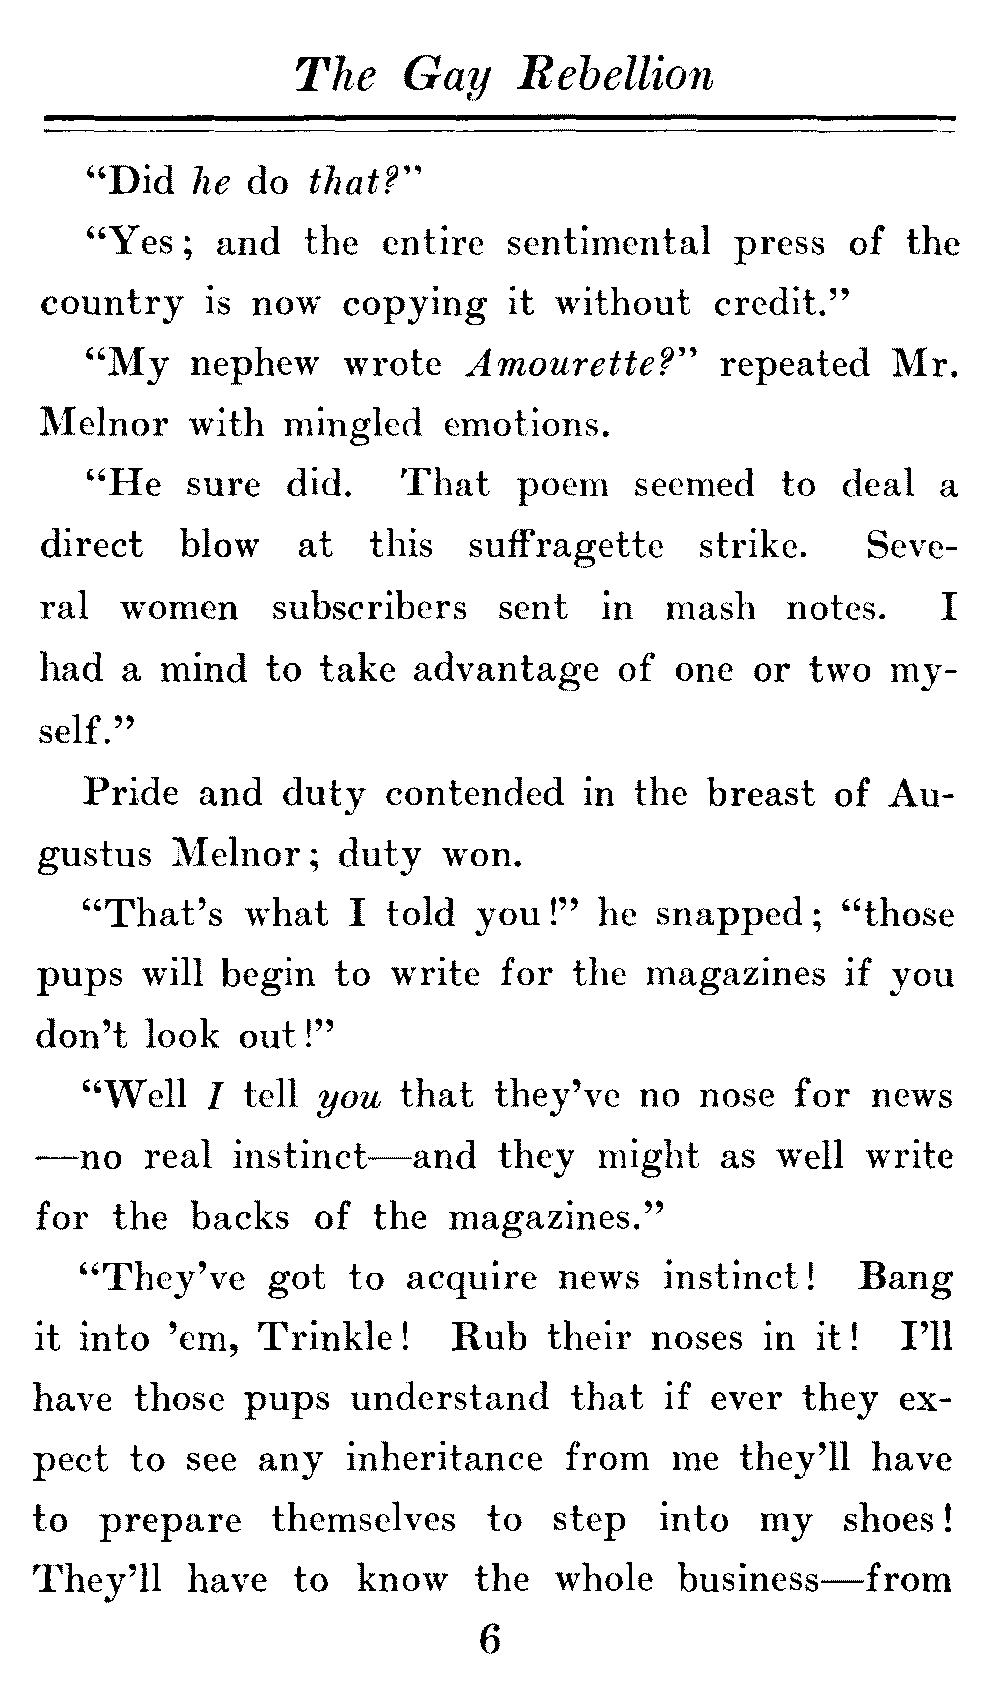 The Gay Rebellion
“Did he do that?”
“Yes; and the entire sentimental press of the
country is now copying it without credit.”
“My nephew wrote Amourette?” repeated Mr.
Melnor with mingled emotions.
“He sure did. That poem seemed to deal a
direct blow at this suffragette strike. Seve-
ral women subscribers sent in mash notes. I
had a mind to take advantage of one or two my-
self.”
Pride and duty contended in the breast of Au-
gustus Melnor; duty won.
“That’s what I told you!” he snapped; “those
pups will begin to write for the magazines if you
don’t look out!”
“Well I tell you that they’ve no nose for news
—no real instinct—and they might as well write
for the backs of the magazines.”
“They’ve got to acquire news instinct! Bang
it into ’em, Trinkle! Rub their noses in it! I’ll
have those pups understand that if ever they ex-
pect to see any inheritance from me they’ll have
to prepare themselves to step into my shoes!
They’ll have to know the whole business—from
6